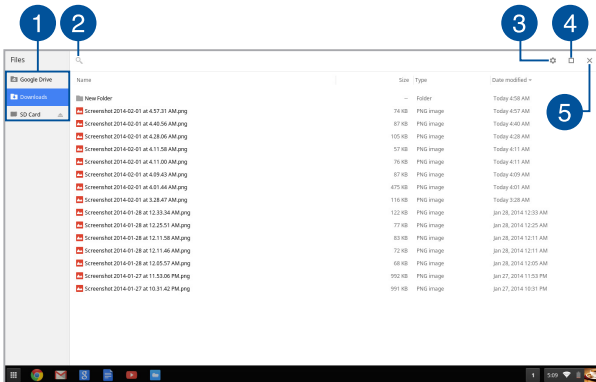 1 2 3 4
Files
Google Drive
Name Size Type Date modified
Downloads
New Folder -- Folder Today 4:58 AM
5
Screenshot 2014-02-01 at 4.57.31 AM.png 74 KB PNG image Today 4:57 AM
SD Card
Screenshot 2014-02-01 at 4.40.56 AM.png 87 KB PNG image Today 4:40 AM
Screenshot 2014-02-01 at 4.28.06 AM.png 105 KB PNG image Today 4:28 AM
Screenshot 2014-02-01 at 4.11.58 AM.png 57 KB PNG image Today 4:11 AM
Screenshot 2014-02-01 at 4.11.00 AM.png 76 KB PNG image Today 4:11 AM
Screenshot 2014-02-01 at 4.09.43 AM.png 87 KB PNG image Today 4:09 AM
Screenshot 2014-02-01 at 4.01.44 AM.png 475 KB PNG image Today 4:01 AM
Screenshot 2014-02-01 at 3.28.47 AM.png 116 KB PNG image Today 3:28 AM
Screenshot 2014-01-28 at 12.33.34 AM.png 122 KB PNG image Jan 28, 2014 12:33 AM
Screenshot 2014-01-28 at 12.25.51 AM.png 77 KB PNG image Jan 28, 2014 12:25 AM
Screenshot 2014-01-28 at 12.11.58 AM.png 83 KB PNG image Jan 28, 2014 12:11 AM
Screenshot 2014-01-28 at 12.11.46 AM.png 72 KB PNG image Jan 28, 2014 12:11 AM
Screenshot 2014-01-28 at 12.05.57 AM.png 68 KB PNG image Jan 28, 2014 12:05 AM
Screenshot 2014-01-27 at 11.53.06 PM.png 992 KB PNG image Jan 27, 2014 11:53 PM
Screenshot 2014-01-27 at 10.31.42 PM.png 991 KB PNG image Jan 27, 2014 10:31 PM
8 1 5:09